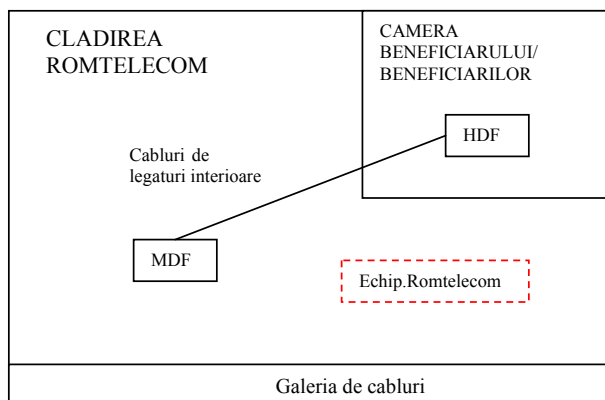 CLADIREA
ROMTELECOM
CAMERA
BENEFICIARULUI/
BENEFICIARILOR
HDF
Cabluri de
legaturi interioare
MDF
Echip.Romtelecom
Galeria de cabluri